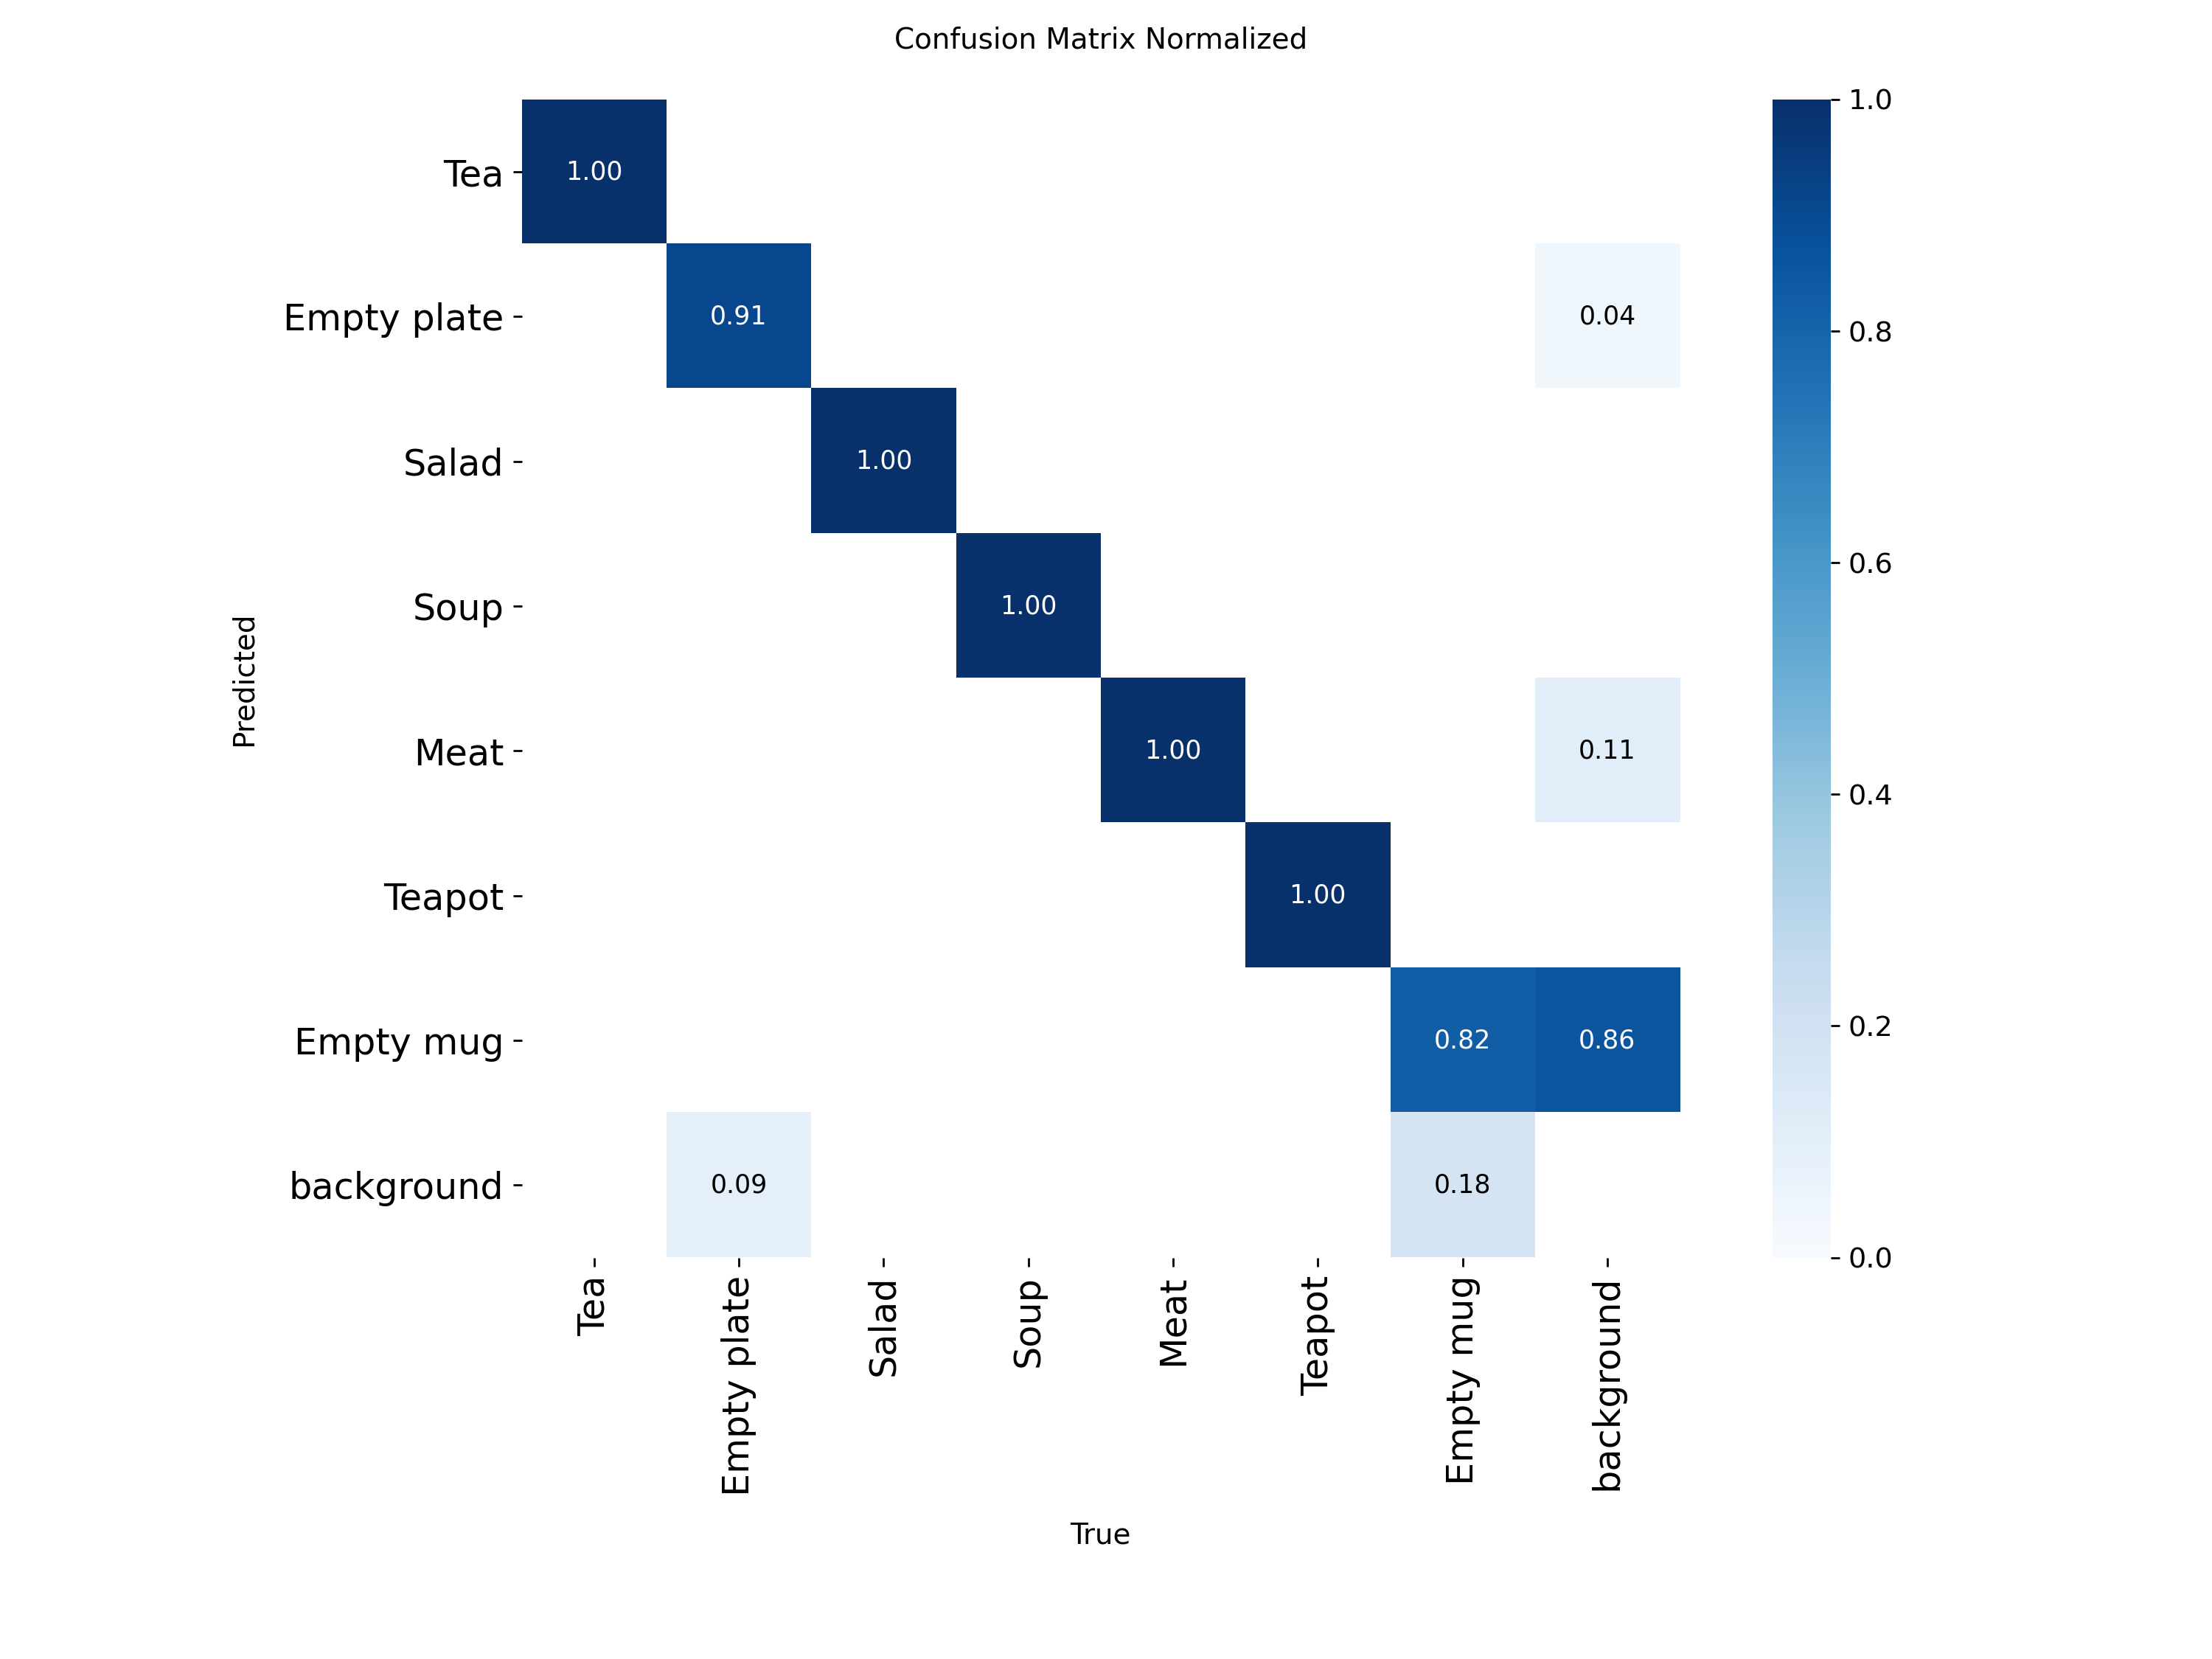 Confusion Matrix Normalized
Tea
1.00
Empty plate
0.91
0.04
Salad
1.00
Soup
1.00
Meat
1.00
0.11
Teapot
1.00
Empty mug
0.82
0.86
background
0.09
0.18
Predicted
Tea
Empty plate
Salad
Soup
Meat
Teapot
Empty mug
background
True
1.0
0.8
0.6
0.4
0.2
0.0